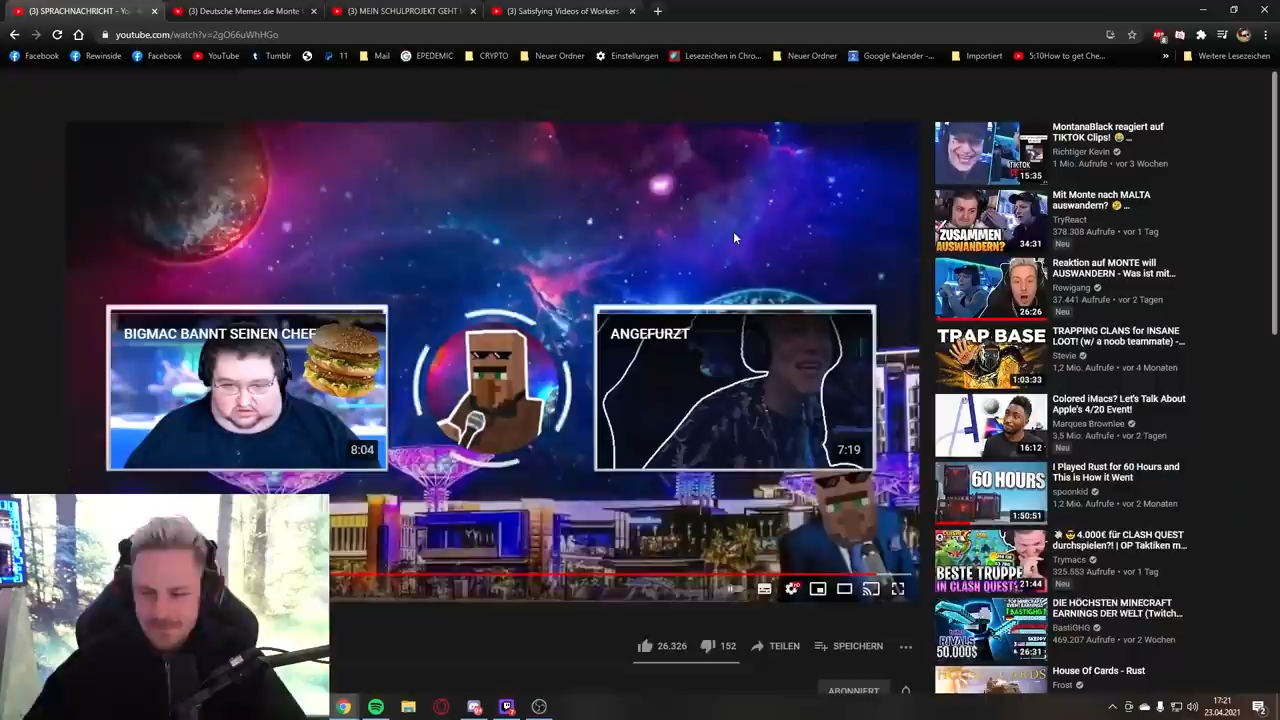 (3) SPRACHNACHRICHT - Yo
(3) Deutsche Memes die Monte
(3) MEIN SCHULPROJEKT GEHT
(3) Satisfying Videos of Workers
youtube.com/watch?v=2gO66uWhHGo
Facebook
Rewinside
Facebook
YouTube
Tumblr
11
Mail
EPEDEMIC
CRYPTO
Neuer Ordner
Einstellungen
Lesezeichen in Chro...
Neuer Ordner
Google Kalender -...
Importiert
5:10How to get Che...
Weitere Lesezeichen
BIGMAC BANNT SEINEN CHEF
8:04
ANGEFURZT
7:19
MontanaBlack reagiert auf
TIKTOK Clips!
Richtiger Kevin
1 Mio. Aufrufe • vor 3 Wochen
TIKTOK
15:35
Mit Monte nach MALTA
auswandern?
TryReact
378.308 Aufrufe • vor 1 Tag
Neu
ZUSAMMEN
AUSWANDERN?
34:31
Reaktion auf MONTE will
AUSWANDERN - Was ist mit...
Rewigang
37.441 Aufrufe • vor 2 Tagen
Neu
26:26
TRAPPING CLANS for INSANE
LOOT! (w/ a noob teammate) -...
Stevie
1,2 Mio. Aufrufe • vor 4 Monaten
TRAP BASE
1:03:33
Colored iMacs? Let's Talk About
Apple's 4/20 Event!
Marques Brownlee
3,5 Mio. Aufrufe • vor 2 Tagen
Neu
16:12
I Played Rust for 60 Hours and
This is How it Went
spoonkid
1,2 Mio. Aufrufe • vor 2 Monaten
60 HOURS
1:50:51
4.000€ für CLASH QUEST
durchspielen?! | OP Taktiken m...
Trymacs
325.553 Aufrufe • vor 1 Tag
Neu
BESTE TRUPPE
IN CLASH QUEST
21:44
DIE HÖCHSTEN MINECRAFT
EARNINGS DER WELT (Twitch...
BastiGHG
469.207 Aufrufe • vor 2 Wochen
RIVALS
50.000$
26:31
House Of Cards - Rust
Frost
HD
26.326
152
TEILEN
SPEICHERN
ABONNIERT
17:21
23.04.2021